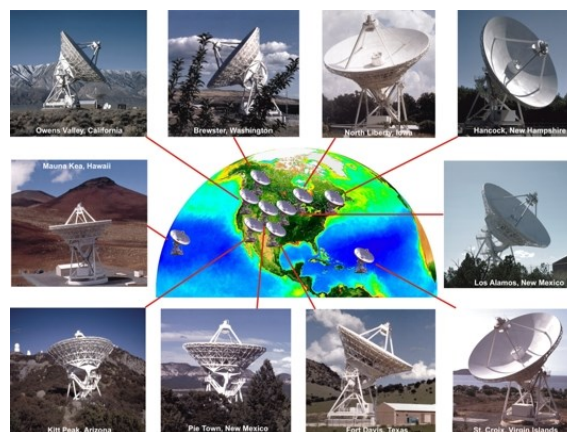 Owens Valley, California
Brewster, Washington
North Liberty, Iowa
Hancock, New Hampshire
Mauna Kea, Hawaii
Los Alamos, New Mexico
Kitt Peak, Arizona
Pie Town, New Mexico
Fort Davis, Texas
St. Croix, Virgin Islands